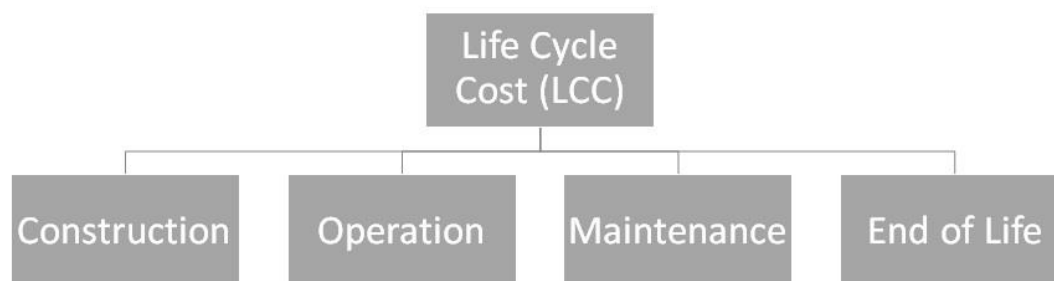 Life Cycle
Cost (LCC)
Construction
Operation
Maintenance
End of Life